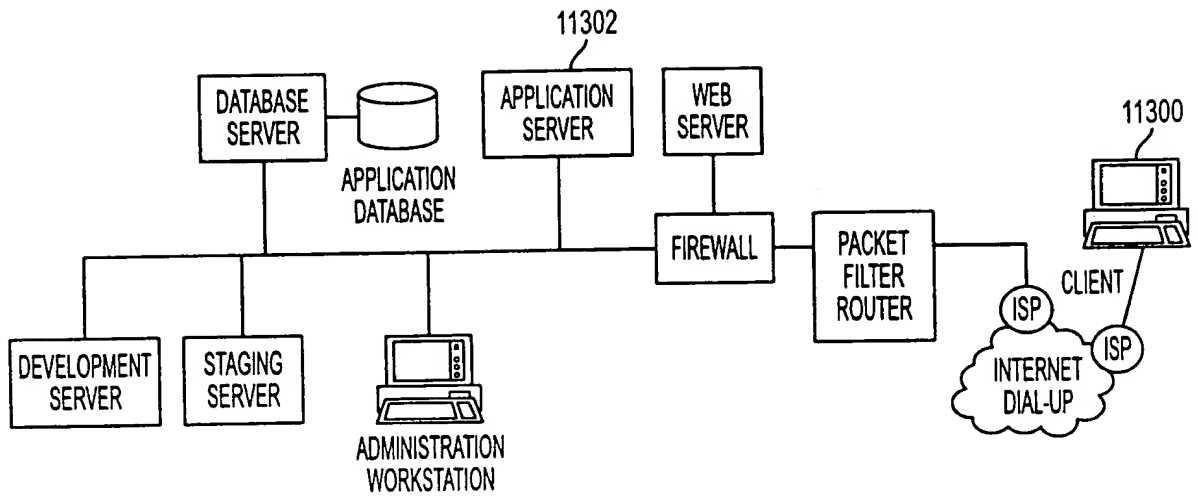 11302
DATABASE
SERVER
APPLICATION
DATABASE
APPLICATION
SERVER
WEB
SERVER
11300
FIREWALL
PACKET
FILTER
ROUTER
CLIENT
ISP
ISP
INTERNET
DIAL-UP
DEVELOPMENT
SERVER
STAGING
SERVER
ADMINISTRATION
WORKSTATION